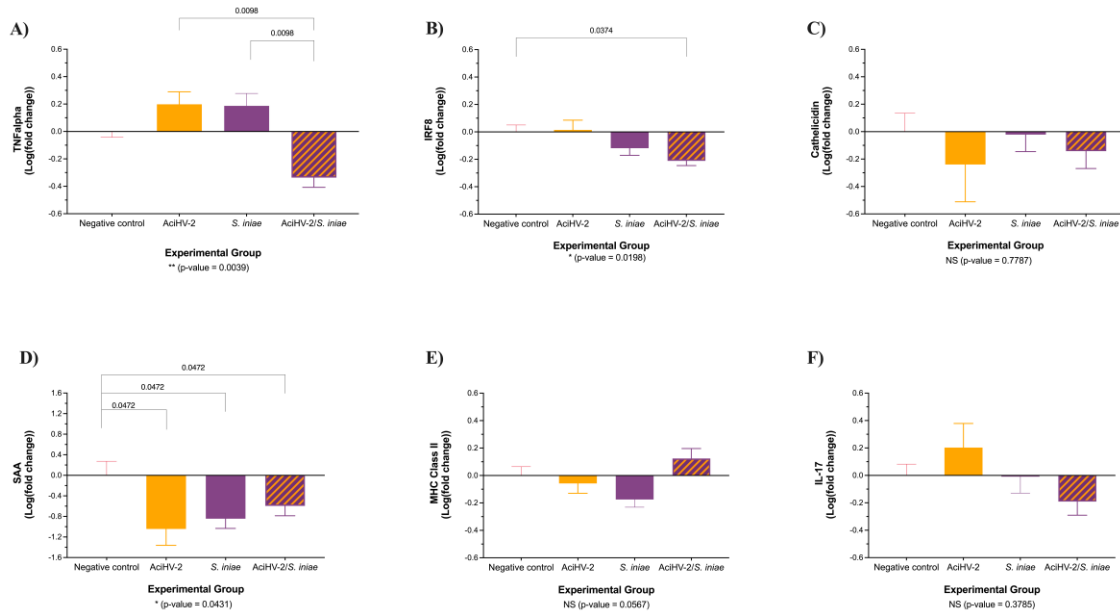 A)
0.0098
0.0098
TNFalpha
(Log(fold change))
0.6
0.4
0.2
0.0
-0.2
-0.4
-0.6
Negative control AciHV-2 S. iniae AciHV-2/S. iniae
Experimental Group
** (p-value = 0.0039)
B)
0.0374
IRF8
(Log(fold change))
0.6
0.4
0.2
0.0
-0.2
-0.4
-0.6
Negative control AciHV-2 S. iniae AciHV-2/S. iniae
Experimental Group
* (p-value = 0.0198)
C)
Cathelicidin
(Log(fold change))
0.6
0.4
0.2
0.0
-0.2
-0.4
-0.6
Negative control AciHV-2 S. iniae AciHV-2/S. iniae
Experimental Group
NS (p-value = 0.7787)
D)
0.0472
0.0472
0.0472
SAA
(Log(fold change))
1.6
1.2
0.8
0.4
0.0
-0.4
-0.8
-1.2
-1.6
Negative control AciHV-2 S. iniae AciHV-2/S. iniae
Experimental Group
* (p-value = 0.0431)
E)
MHC Class II
(Log(fold change))
0.6
0.4
0.2
0.0
-0.2
-0.4
-0.6
Negative control AciHV-2 S. iniae AciHV-2/S. iniae
Experimental Group
NS (p-value = 0.0567)
F)
IL-17
(Log(fold change))
0.6
0.4
0.2
0.0
-0.2
-0.4
-0.6
Negative control AciHV-2 S. iniae AciHV-2/S. iniae
Experimental Group
NS (p-value = 0.3785)